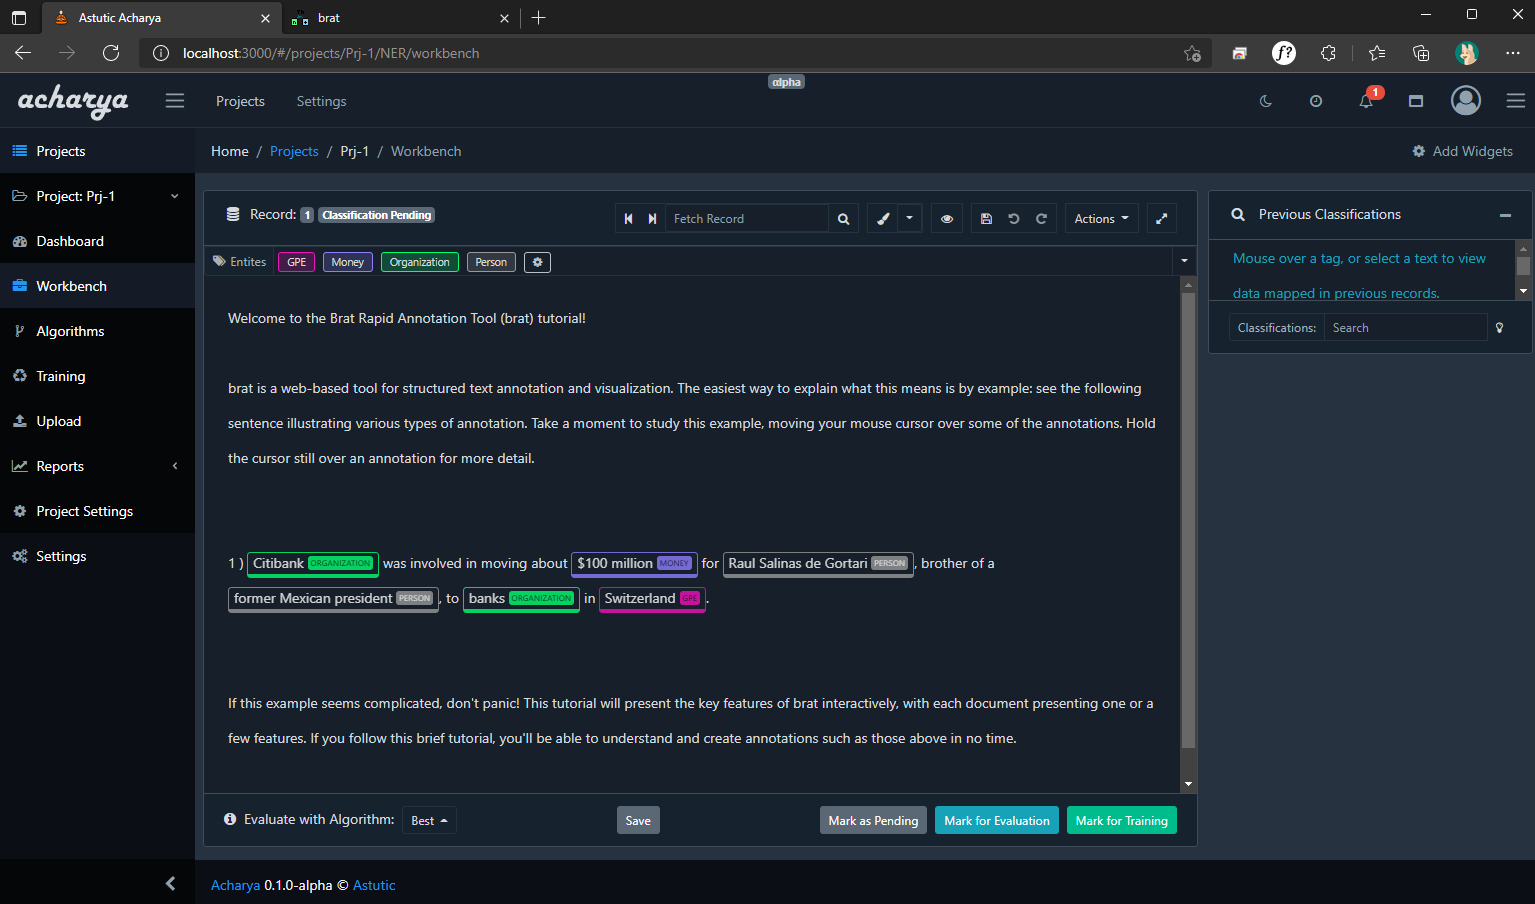 Astutic Acharya
brat
localhost:3000/#/projects/Prj-1/NER/workbench
f?
alpha
acharya
Projects
Settings
1
Projects
Home / Projects / Prj-1 / Workbench
Add Widgets
Project: Prj-1
Dashboard
Workbench
Algorithms
Training
Upload
Reports
Project Settings
Settings
Record: 1 Classification Pending
Fetch Record
Actions
Entites GPE Money Organization Person
Welcome to the Brat Rapid Annotation Tool (brat) tutorial!
brat is a web-based tool for structured text annotation and visualization. The easiest way to explain what this means is by example: see the following
sentence illustrating various types of annotation. Take a moment to study this example, moving your mouse cursor over some of the annotations. Hold
the cursor still over an annotation for more detail.
1 ) Citibank ORGANIZATION was involved in moving about $100 million MONEY for Raul Salinas de Gortari PERSON , brother of a
former Mexican president PERSON , to banks ORGANIZATION in Switzerland GPE .
If this example seems complicated, don't panic! This tutorial will present the key features of brat interactively, with each document presenting one or a
few features. If you follow this brief tutorial, you'll be able to understand and create annotations such as those above in no time.
Evaluate with Algorithm: Best
Save
Mark as Pending
Mark for Evaluation
Mark for Training
Previous Classifications
Mouse over a tag, or select a text to view
data mapped in previous records.
Classifications: Search
Acharya 0.1.0-alpha © Astutic